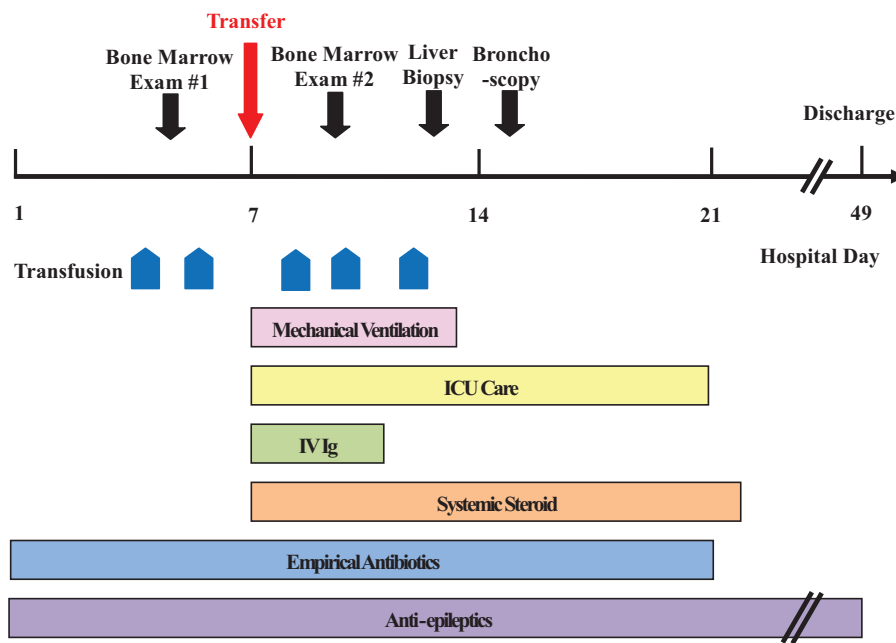 Transfer
Bone Marrow
Exam #1
Bone Marrow
Exam #2
Liver
Biopsy
Broncho
-scopy
Discharge
1
7
14
21
49
Hospital Day
Transfusion
Mechanical Ventilation
ICU Care
IV Ig
Systemic Steroid
Empirical Antibiotics
Anti-epileptics